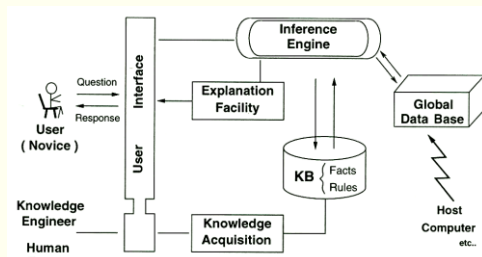 Inference
Engine
Question
Response
User
( Novice )
User Interface
Explanation
Facility
Global
Data Base
KB { Facts
Rules
Knowledge
Engineer
Human
Knowledge
Acquisition
Host
Computer
etc..